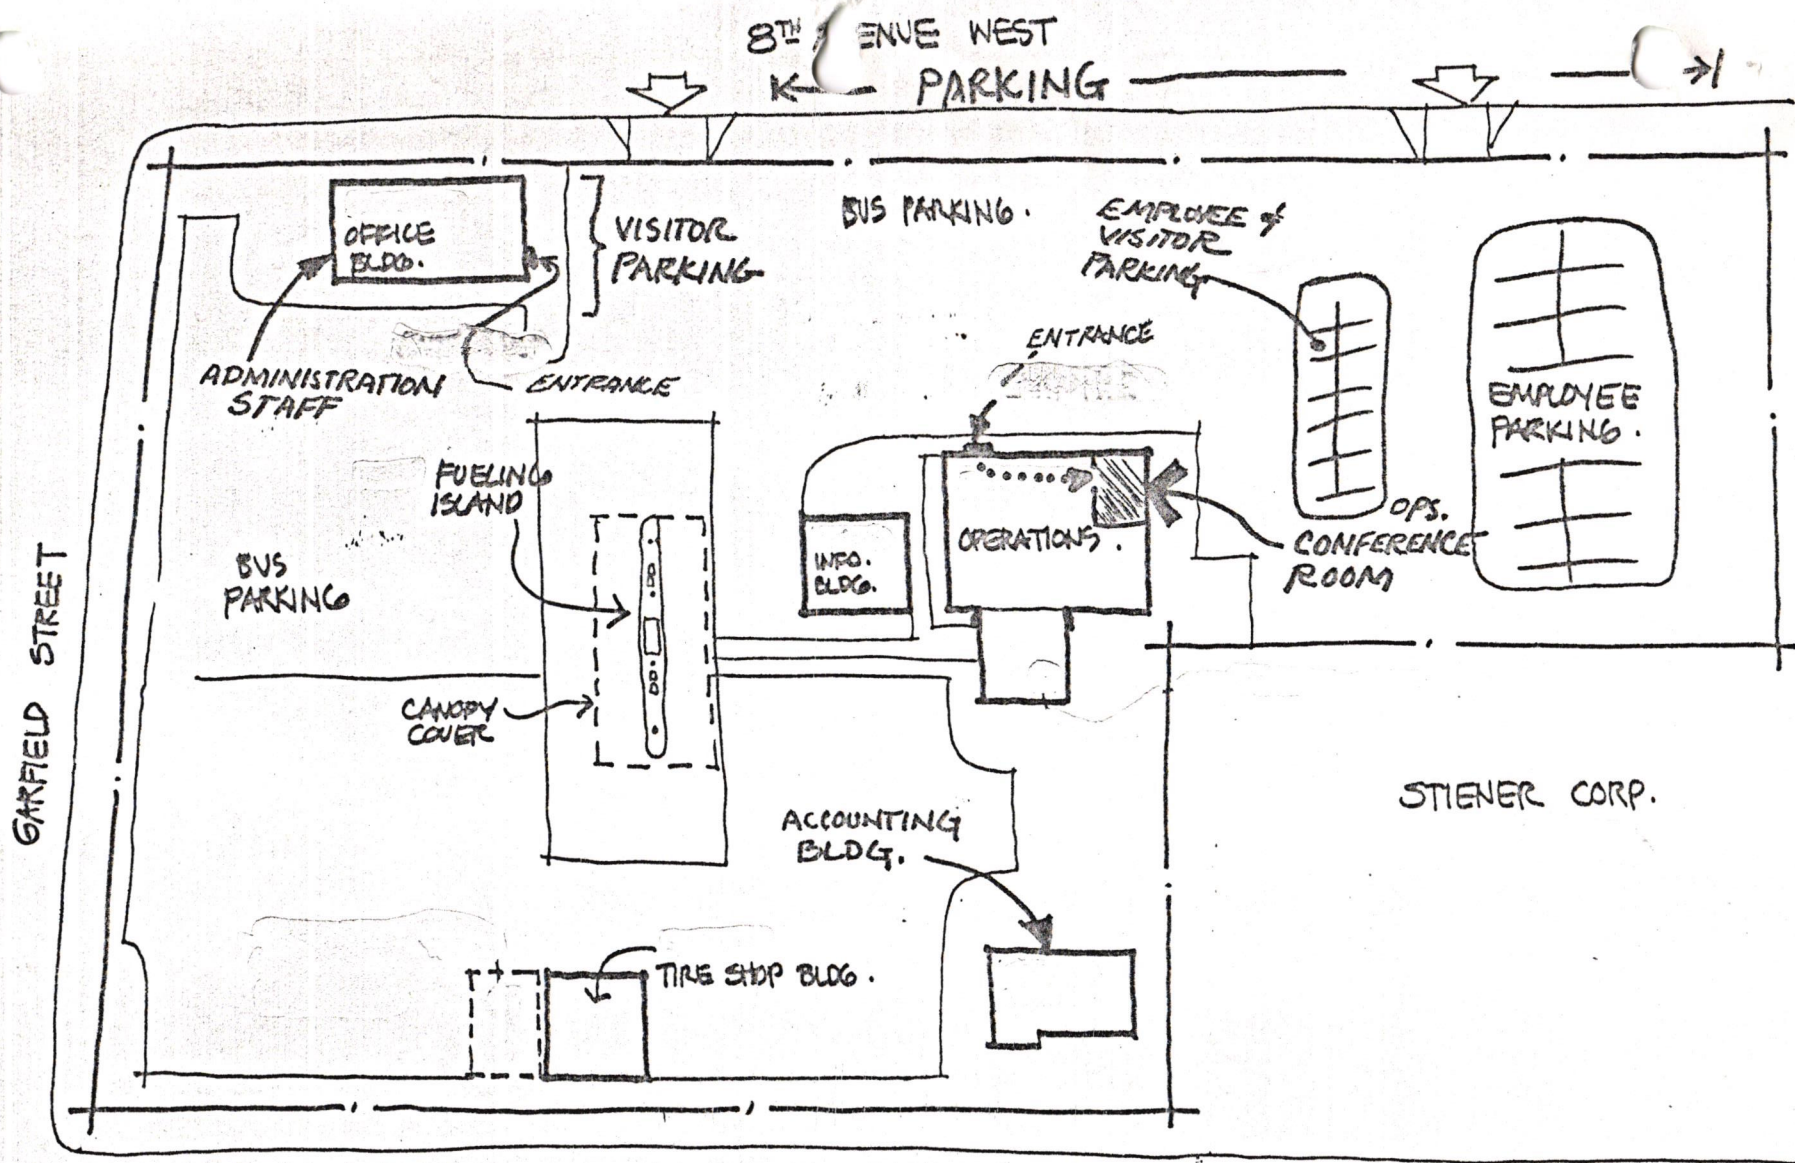 8TH ENUE WEST
PARKING
OFFICE
BLDG.
VISITOR
PARKING
BUS PARKING.
EMPLOYEE &
VISITOR
PARKING
ADMINISTRATION
STAFF
ENTRANCE
ENTRANCE
EMPLOYEE
PARKING.
FUELING
ISLAND
OPERATIONS.
INFO.
BLDG.
OPS.
CONFERENCE
ROOM
BUS
PARKING
GARFIELD STREET
CANOPY
COVER
STIENER CORP.
ACCOUNTING
BLDG.
TIRE SHOP BLDG.